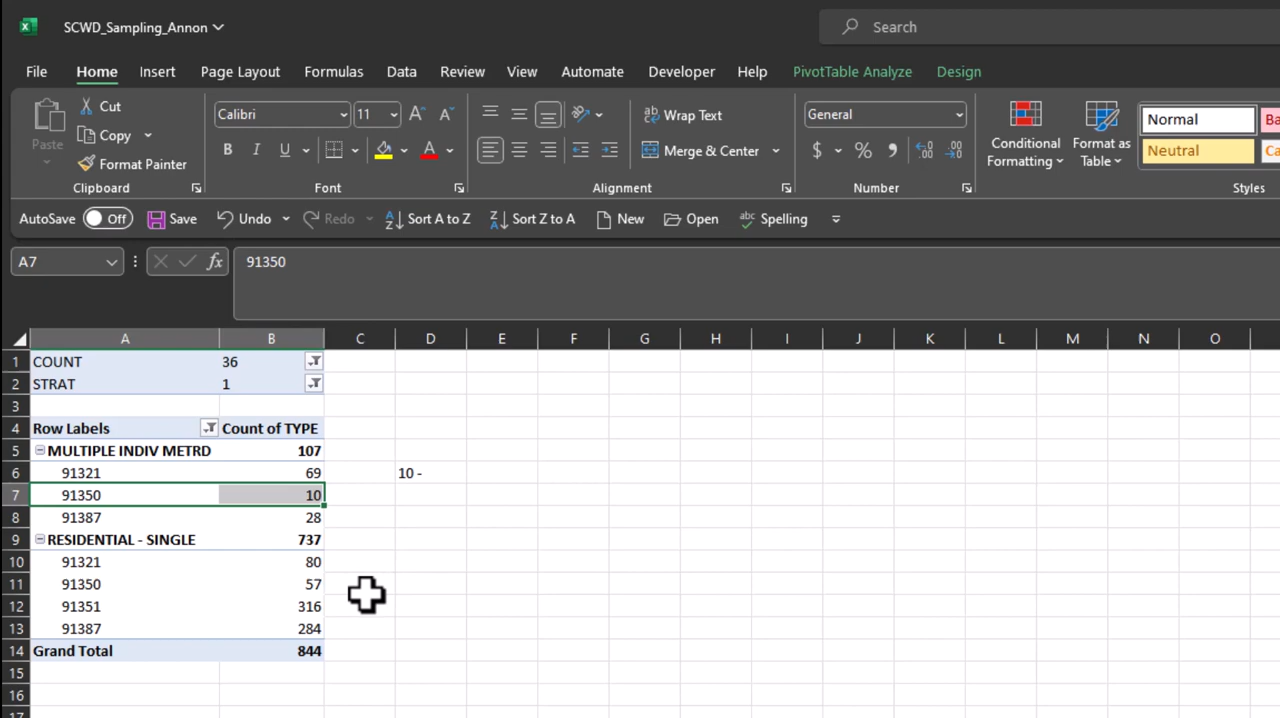 SCWD_Sampling_Annon
Search
File Home Insert Page Layout Formulas Data Review View Automate Developer Help PivotTable Analyze Design
Paste
Cut
Copy
Format Painter
Clipboard
Calibri 11
B I U
Font
Wrap Text
Merge & Center
Alignment
General
$ % ,
Number
Conditional Formatting
Format as Table
Normal
Ba
Neutral
Ca
Styles
AutoSave Off Save Undo Redo Sort A to Z Sort Z to A New Open Spelling
A7 fx 91350
A B C D E F G H I J K L M N O
1 COUNT 36
2 STRAT 1
3
4 Row Labels Count of TYPE
5 MULTIPLE INDIV METRD 107
6 91321 69 10 -
7 91350 10
8 91387 28
9 RESIDENTIAL - SINGLE 737
10 91321 80
11 91350 57
12 91351 316
13 91387 284
14 Grand Total 844
15
16
17